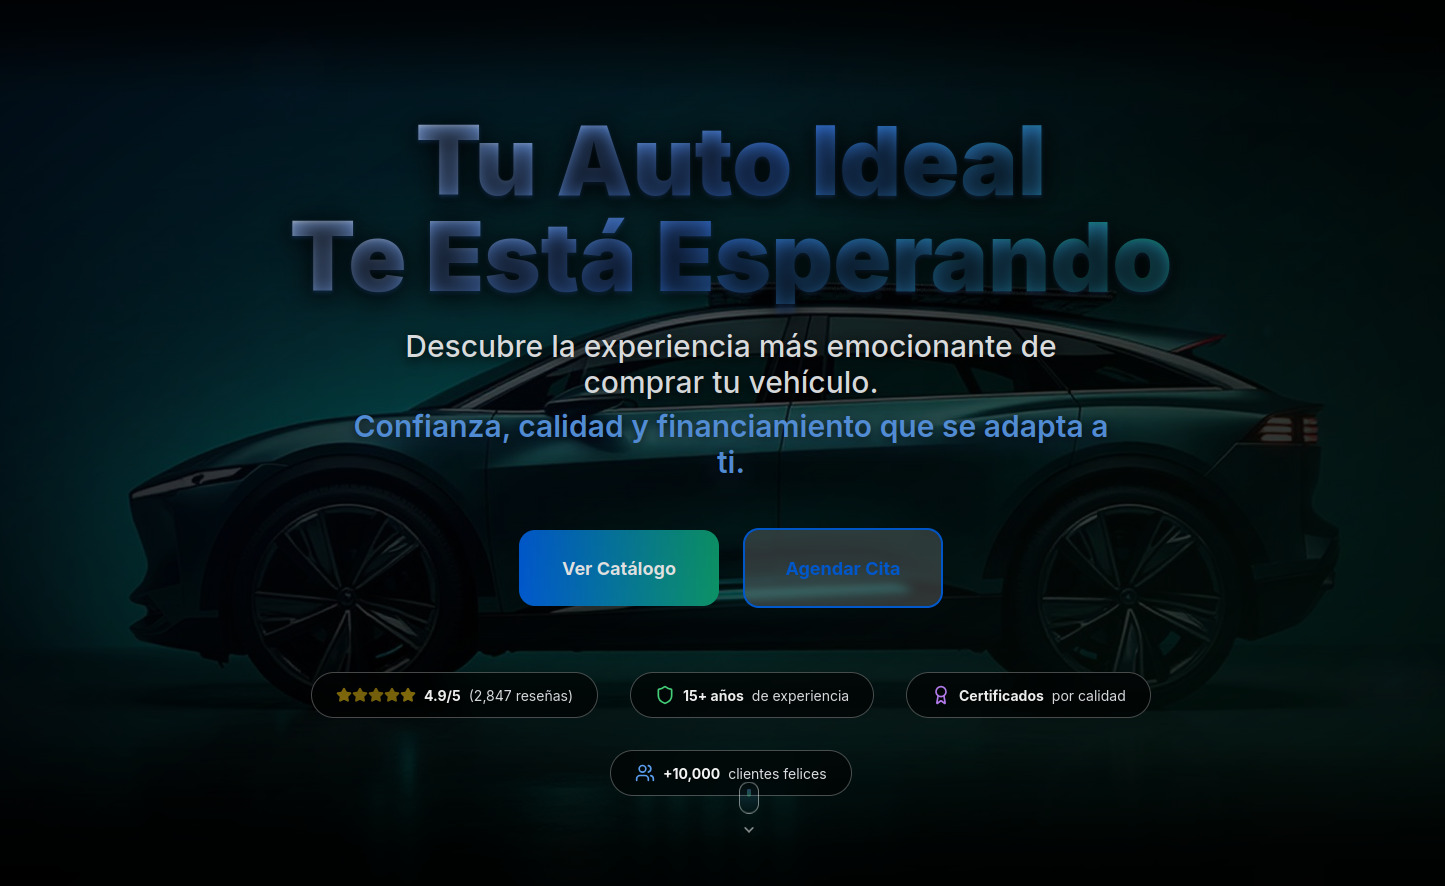 Tu Auto Ideal
Te Está Esperando
Descubre la experiencia más emocionante de
comprar tu vehículo.
Confianza, calidad y financiamiento que se adapta a
ti.
Ver Catálogo
Agendar Cita
4.9/5 (2,847 reseñas)
15+ años de experiencia
Certificados por calidad
+10,000 clientes felices